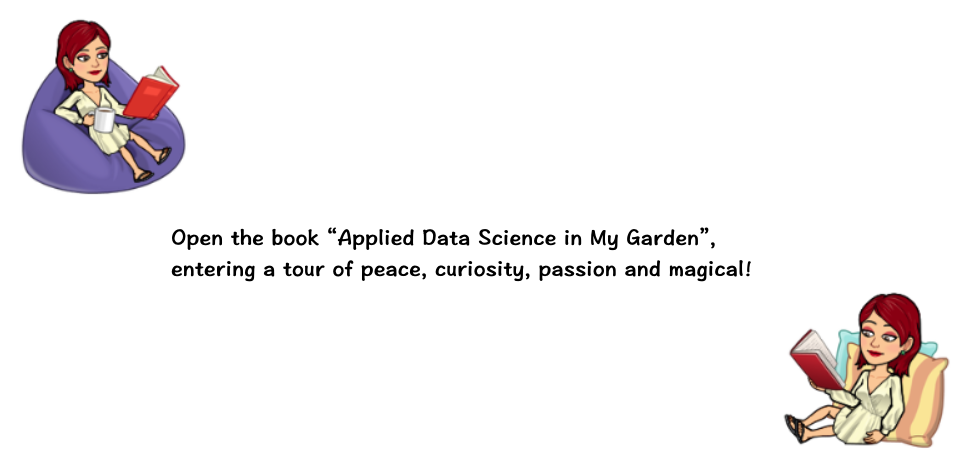 Open the book “Applied Data Science in My Garden”,
entering a tour of peace, curiosity, passion and magical!